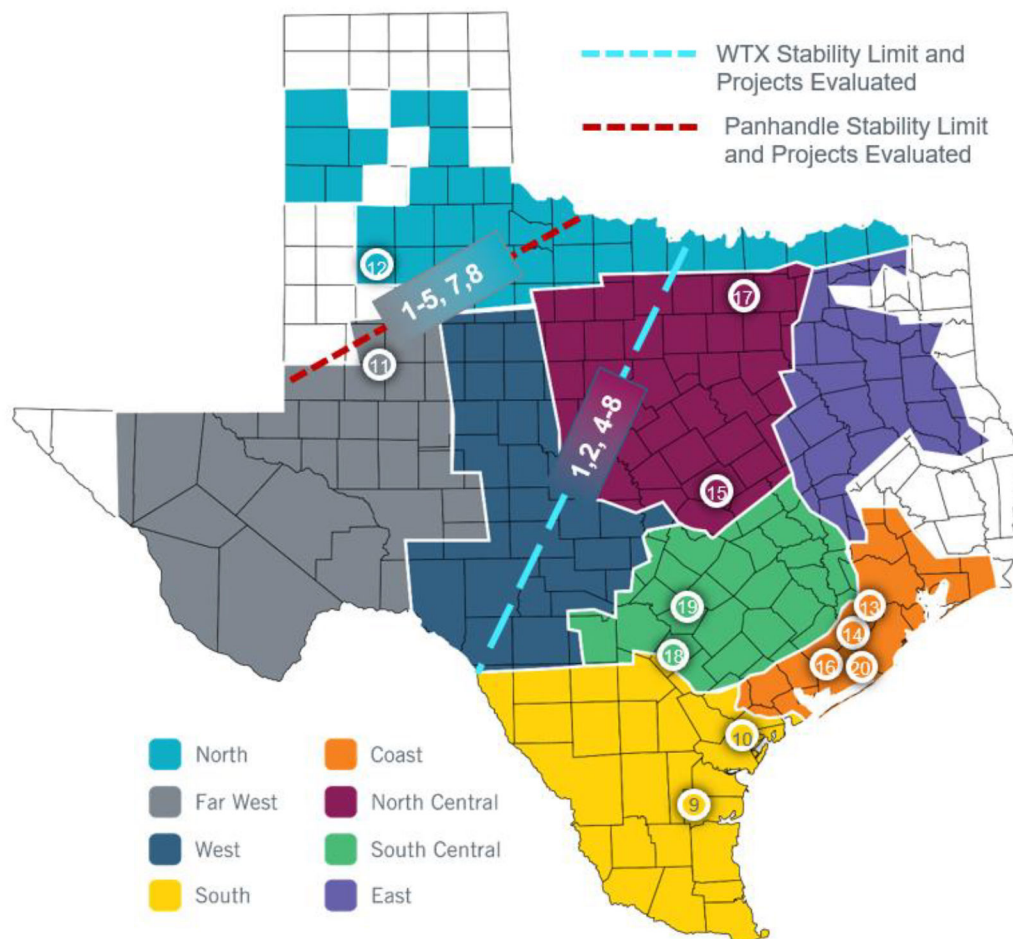 WTX Stability Limit and
Projects Evaluated
Panhandle Stability Limit
and Projects Evaluated
12
1-5, 7,8
17
11
1,2, 4-8
15
19
13
14
18
16
20
10
9
North
Coast
Far West
North Central
West
South Central
South
East